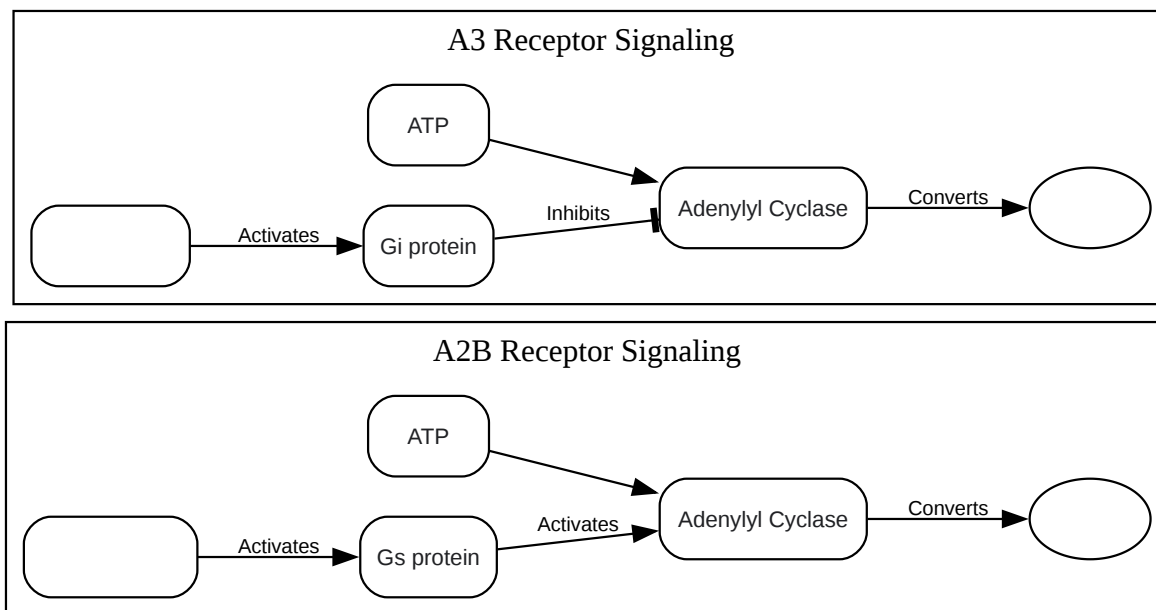 A3 Receptor Signaling
ATP
Inhibits
Adenylyl Cyclase
Converts
Activates
Gi protein
A2B Receptor Signaling
ATP
Activates
Adenylyl Cyclase
Converts
Activates
Gs protein